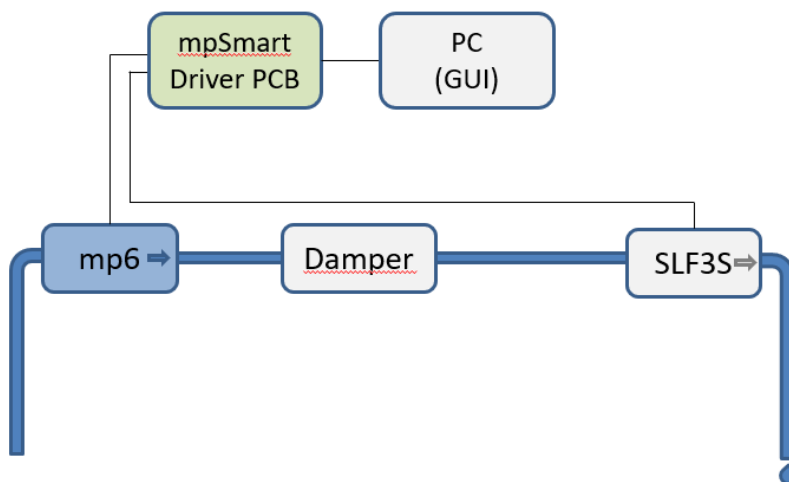 mpSmart
Driver PCB
PC
(GUI)
mp6
Damper
SLF3S